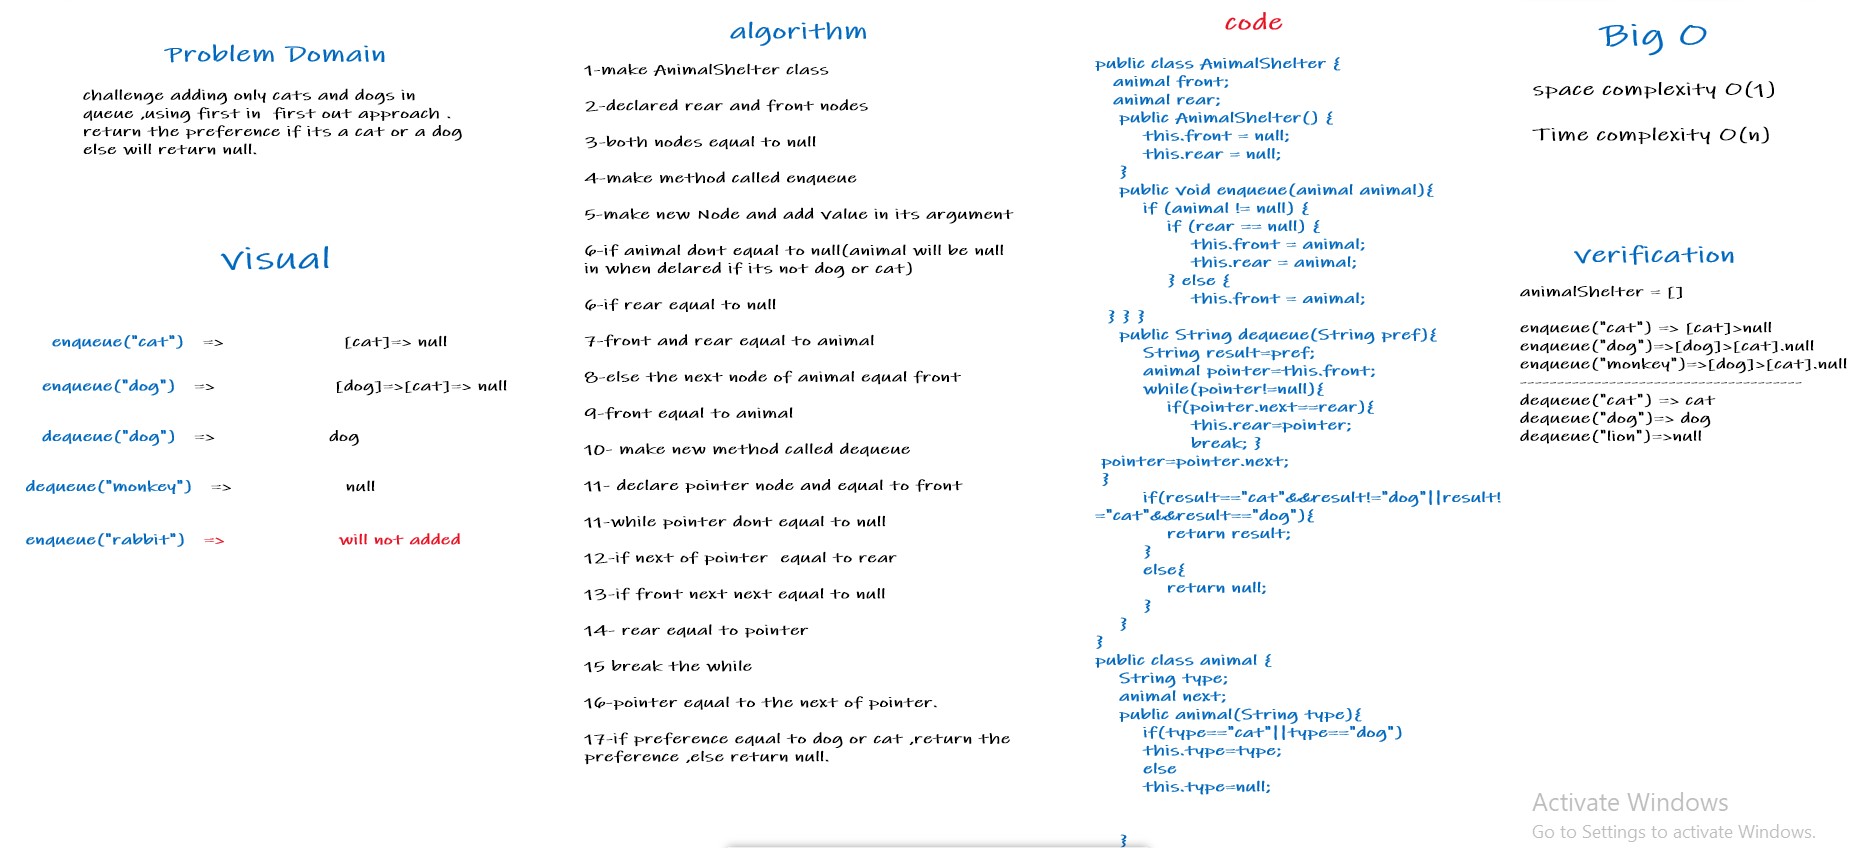 Problem Domain
challenge adding only cats and dogs in
queue ,using first in first out approach .
return the preference if its a cat or a dog
else will return null.
visual
enqueue("cat") => [cat]=> null
enqueue("dog") => [dog]=>[cat]=> null
dequeue("dog") => dog
dequeue("monkey") => null
enqueue("rabbit") => will not added
algorithm
1-make AnimalShelter class
2-declared rear and front nodes
3-both nodes equal to null
4-make method called enqueue
5-make new Node and add value in its argument
6-if animal dont equal to null(animal will be null
in when delared if its not dog or cat)
6-if rear equal to null
7-front and rear equal to animal
8-else the next node of animal equal front
9-front equal to animal
10- make new method called dequeue
11- declare pointer node and equal to front
11-while pointer dont equal to null
12-if next of pointer equal to rear
13-if front next next equal to null
14- rear equal to pointer
15 break the while
16-pointer equal to the next of pointer.
17-if preference equal to dog or cat ,return the
preference ,else return null.
code
public class AnimalShelter {
animal front;
animal rear;
public AnimalShelter() {
this.front = null;
this.rear = null;
}
public void enqueue(animal animal){
if (animal != null) {
if (rear == null) {
this.front = animal;
this.rear = animal;
} else {
this.front = animal;
} } }
public String dequeue(String pref){
String result=pref;
animal pointer=this.front;
while(pointer!=null){
if(pointer.next==rear){
this.rear=pointer;
break; }
pointer=pointer.next;
}
if(result=="cat"&&result!="dog"||result!
="cat"&&result=="dog"){
return result;
}
else{
return null;
}
}
}
public class animal {
String type;
animal next;
public animal(String type){
if(type=="cat"||type=="dog")
this.type=type;
else
this.type=null;
}
Big O
space complexity O(1)
Time complexity O(n)
verification
animalShelter = []
enqueue("cat") => [cat]>null
enqueue("dog")=>[dog]>[cat].null
enqueue("monkey")=>[dog]>[cat].null
--------------------------------------
dequeue("cat") => cat
dequeue("dog")=> dog
dequeue("lion")=>null
Activate Windows
Go to Settings to activate Windows.